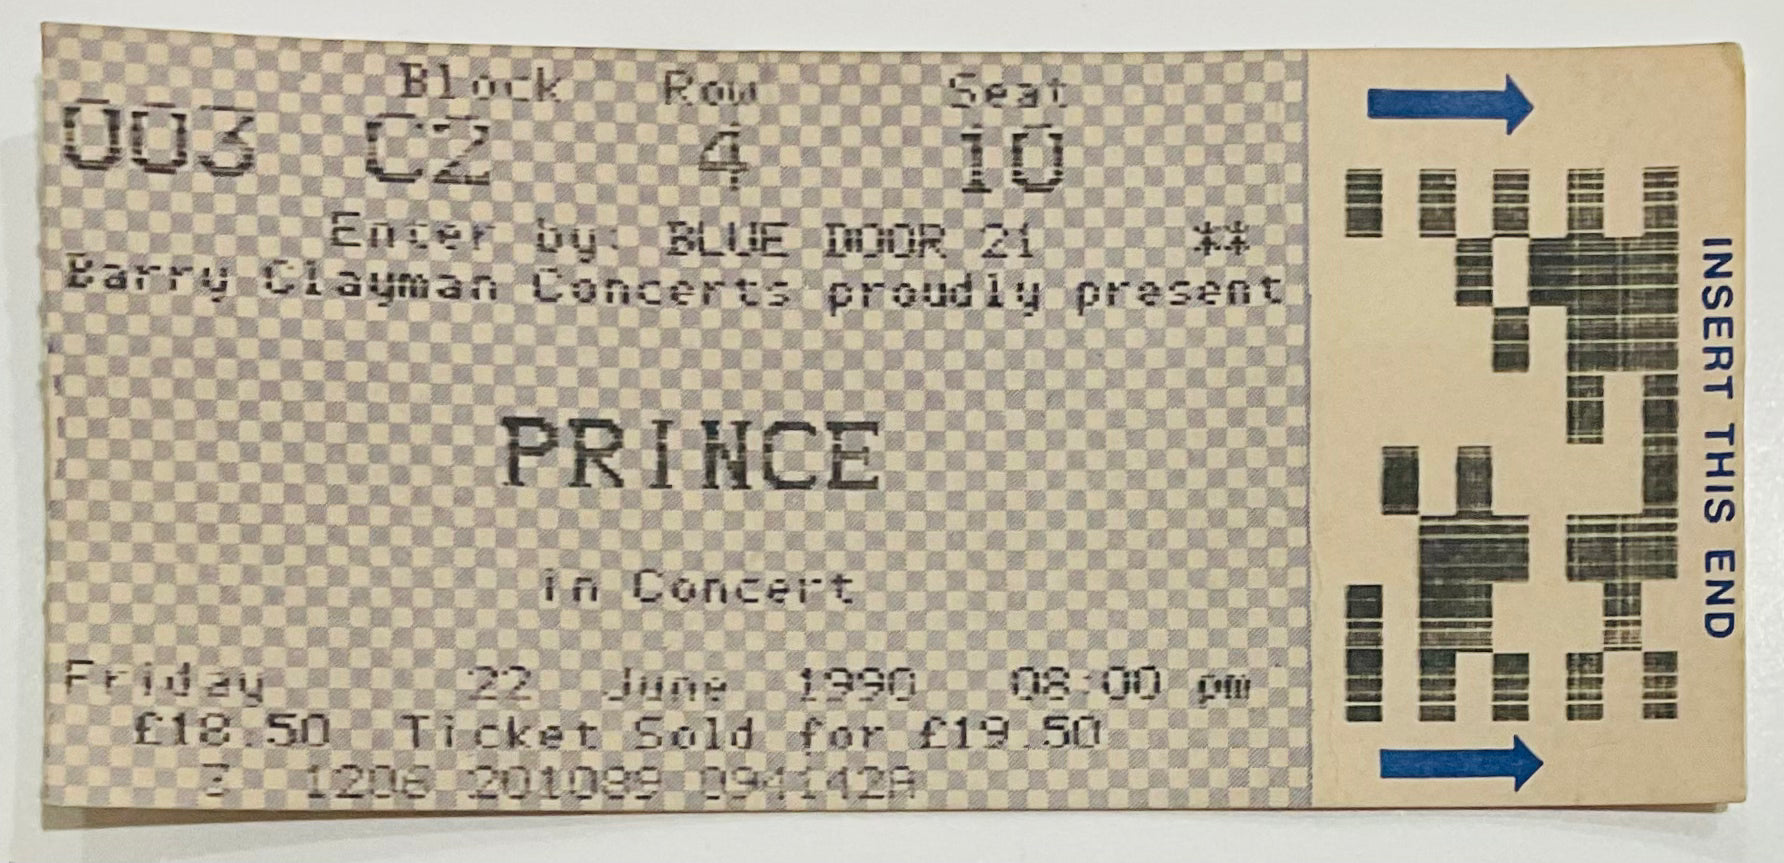 Block Row Seat
003 C2 4 10
Enter by: BLUE DOOR 21 **
Barry Clayman Concerts proudly present
PRINCE
in Concert
Friday 22 June 1990 08:00 pm
£18.50 Ticket Sold for £19.50
3 1206 201089 094142A
INSERT THIS END